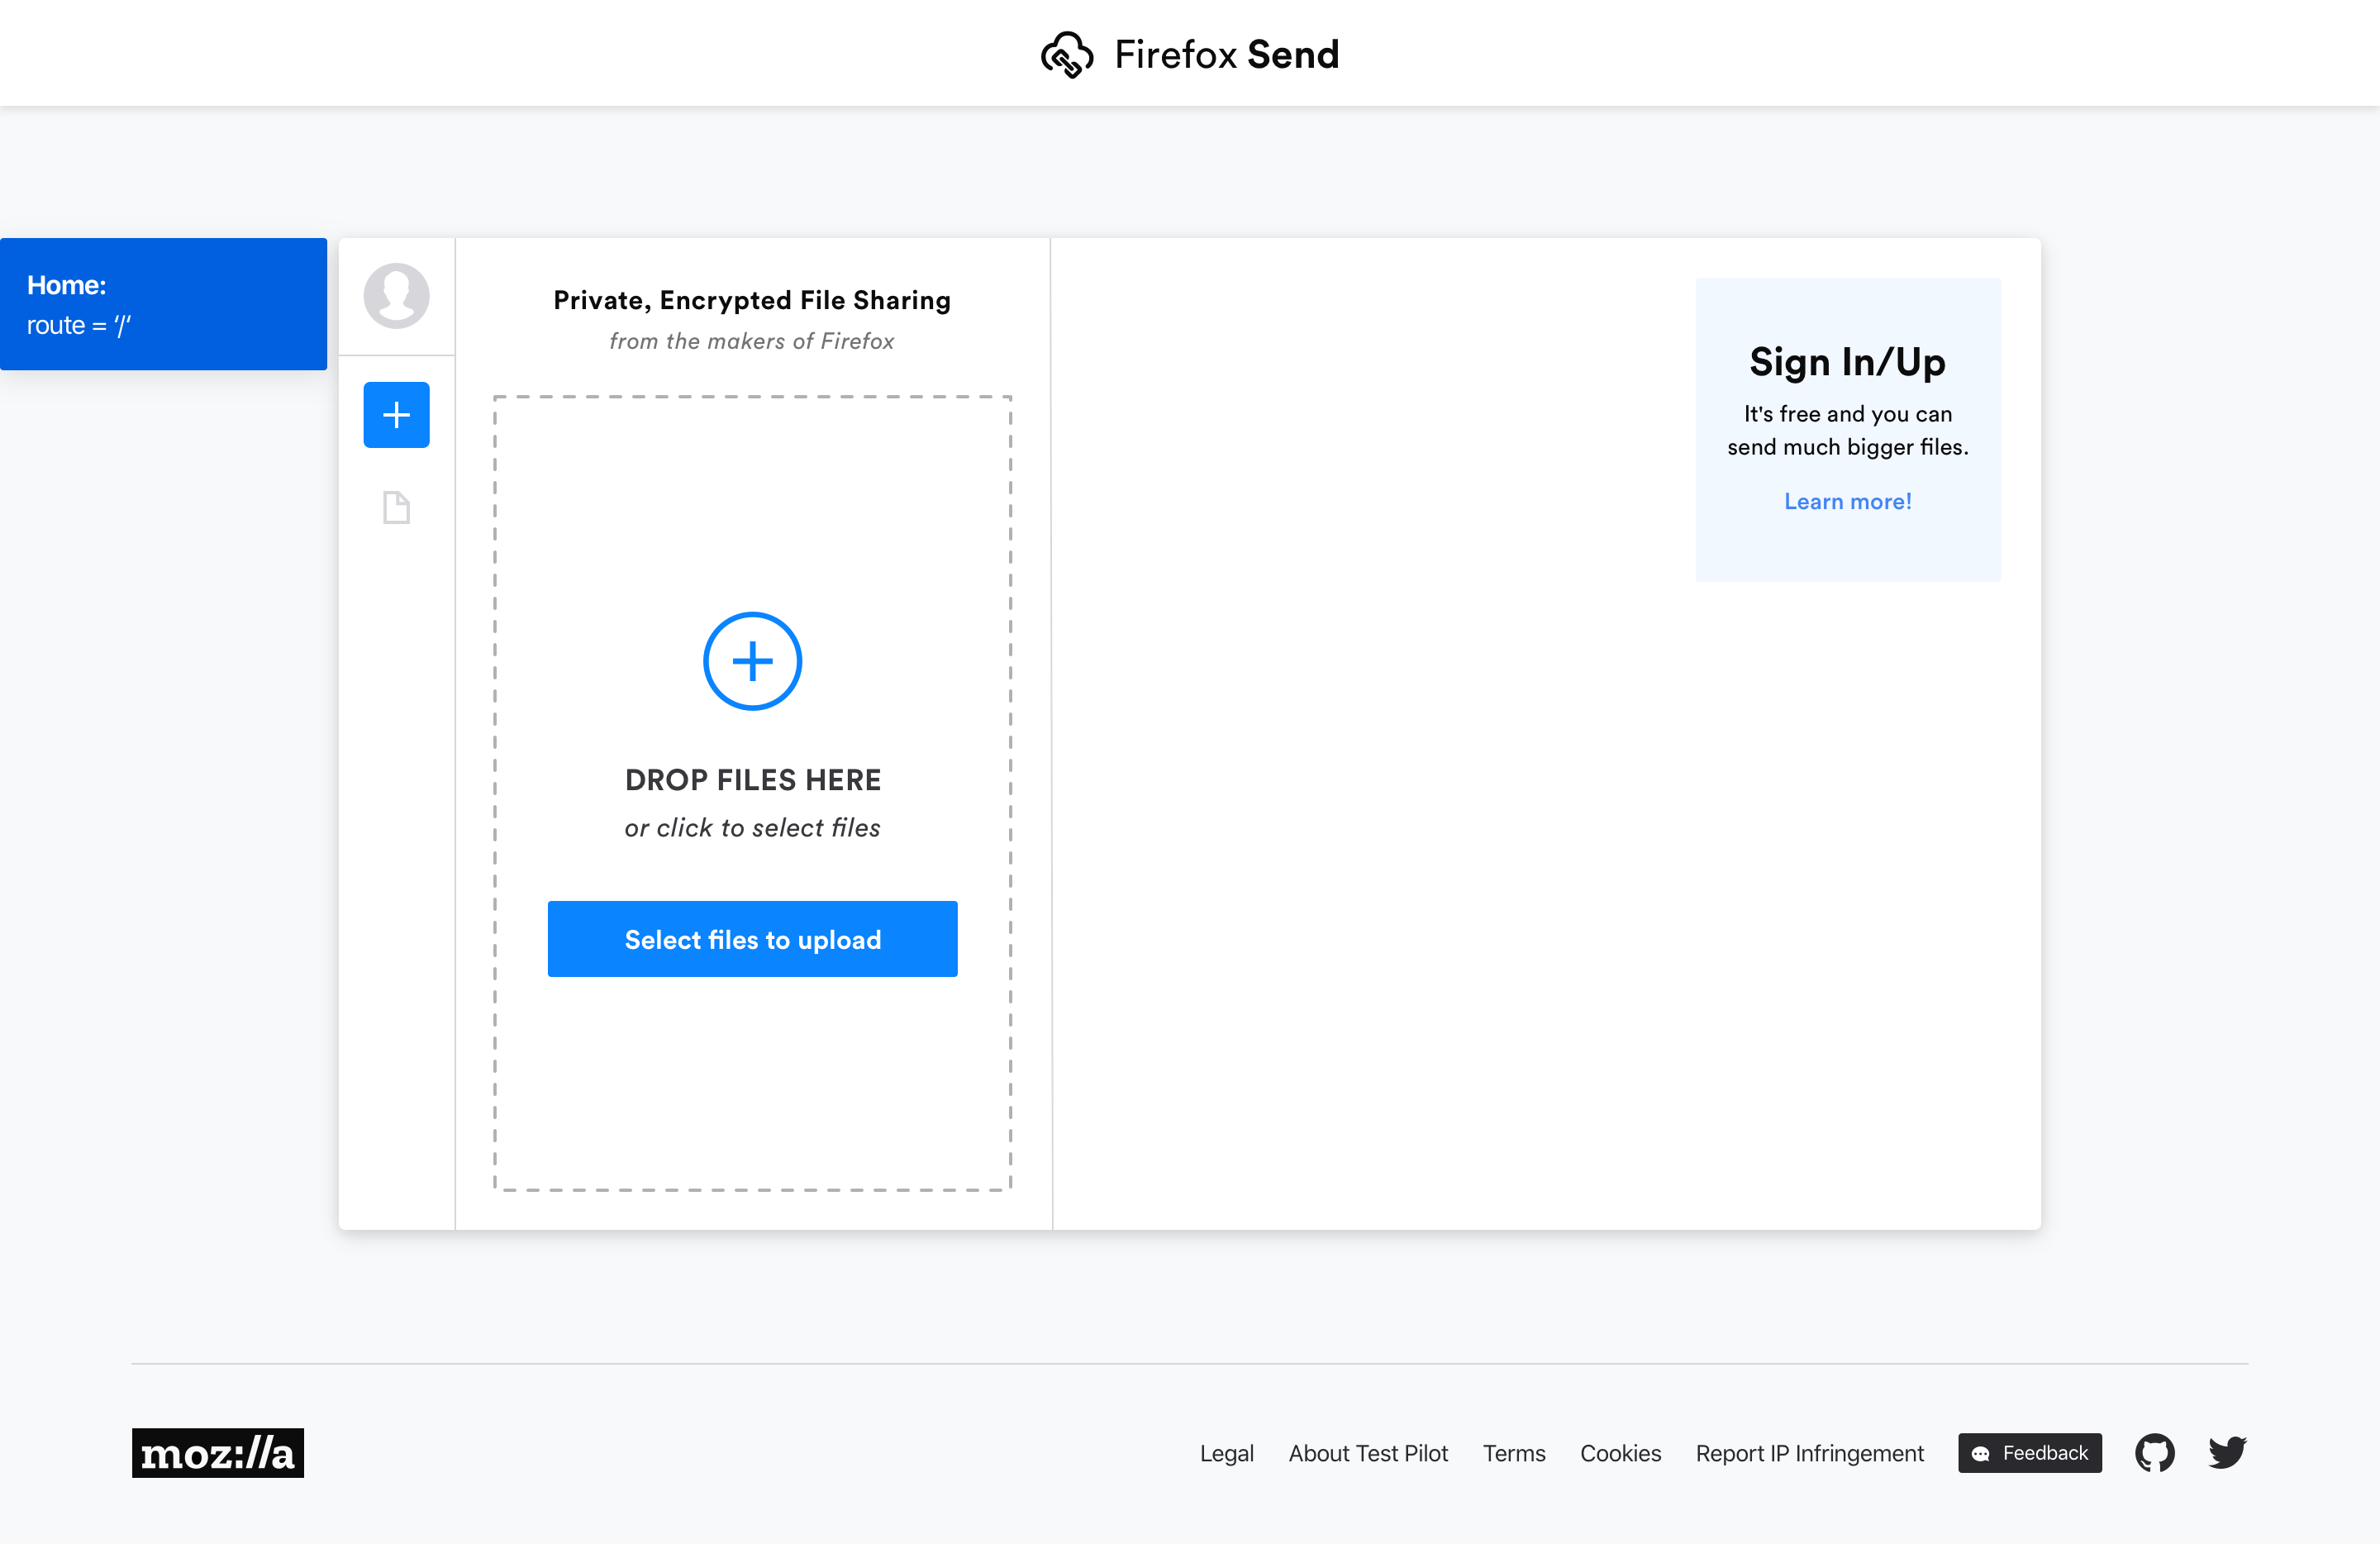 Firefox Send
Home:
route = ‘/‘
Private, Encrypted File Sharing
from the makers of Firefox
DROP FILES HERE
or click to select files
Select files to upload
Sign In/Up
It's free and you can
send much bigger files.
Learn more!
moz://a
Legal About Test Pilot Terms Cookies Report IP Infringement Feedback